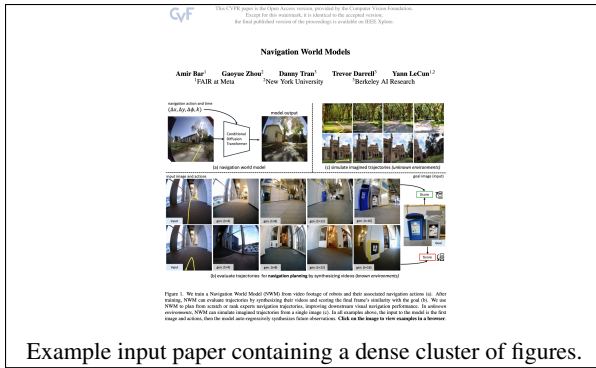 CVF
This CVPR paper is the Open Access version, provided by the Computer Vision Foundation.
Except for this watermark, it is identical to the accepted version;
the final published version of the proceedings is available on IEEE Xplore.
Navigation World Models
Amir Bar¹ Gaoyue Zhou² Danny Tran³ Trevor Darrell³ Yann LeCun¹,²
¹FAIR at Meta ²New York University ³Berkeley AI Research
navigation action and time
(Δx, Δy, Δϕ, k)
model output
Conditional
Diffusion
Transformer
(a) navigation world model
(c) simulate imagined trajectories (unknown environments)
input image and actions
goal image (input)
Score
input
Score
input
(b) evaluate trajectories for navigation planning by synthesizing videos (known environments)
Figure 1. We train a Navigation World Model (NWM) from video footage of robots and their associated navigation actions (a). After
training, NWM can evaluate trajectories by synthesizing their videos and scoring the final frame's similarity with the goal (b). We use
NWM to plan from scratch or rank experts navigation trajectories, improving downstream visual navigation performance. In unknown
environments, NWM can simulate imagined trajectories from a single image (c). In all examples above, the input to the model is the first
image and actions, then the model auto-regressively synthesizes future observations. Click on the image to view examples in a browser.
Example input paper containing a dense cluster of figures.